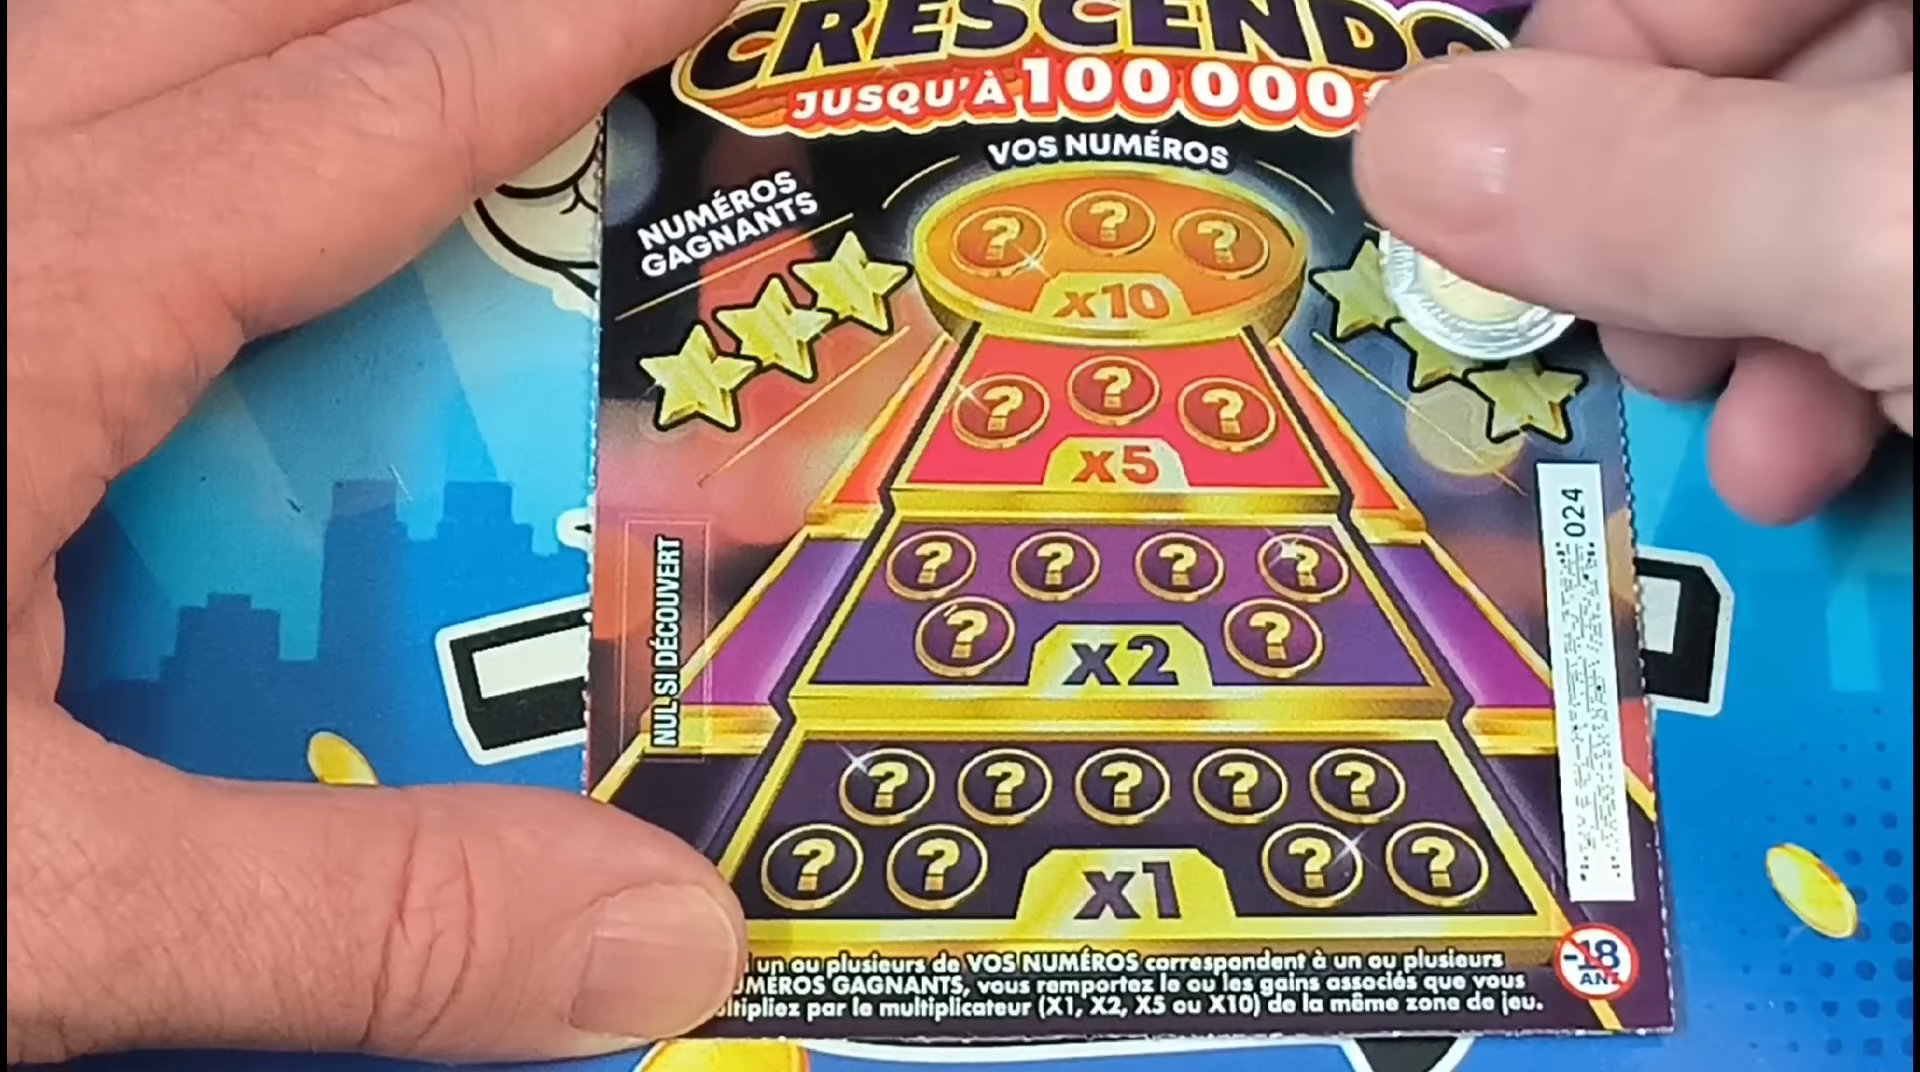 CRESCENDO
JUSQU'À 100 000
VOS NUMÉROS
NUMÉROS
GAGNANTS
? ? ?
X10
? ? ?
X5
? ? ? ?
? ?
X2
? ? ? ? ?
? ? ? ?
X1
NUL SI DÉCOUVERT
024
un ou plusieurs de VOS NUMÉROS correspondent à un ou plusieurs
GAGNANTS, vous remportez le ou les gains associés que vous
par le multiplicateur (X1, X2, X5 ou X10) de la même zone de jeu.
-18
ANS